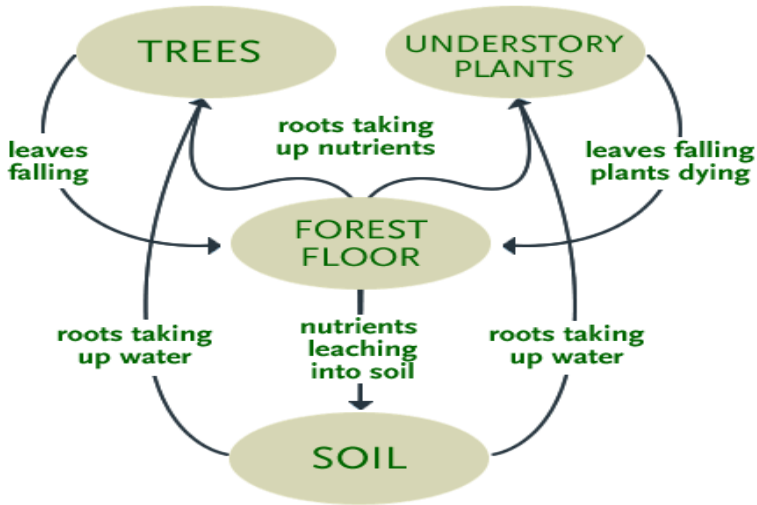 TREES
UNDERSTORY
PLANTS
roots taking
up nutrients
leaves
falling
leaves falling
plants dying
FOREST
FLOOR
roots taking
up water
nutrients
leaching
into soil
roots taking
up water
SOIL